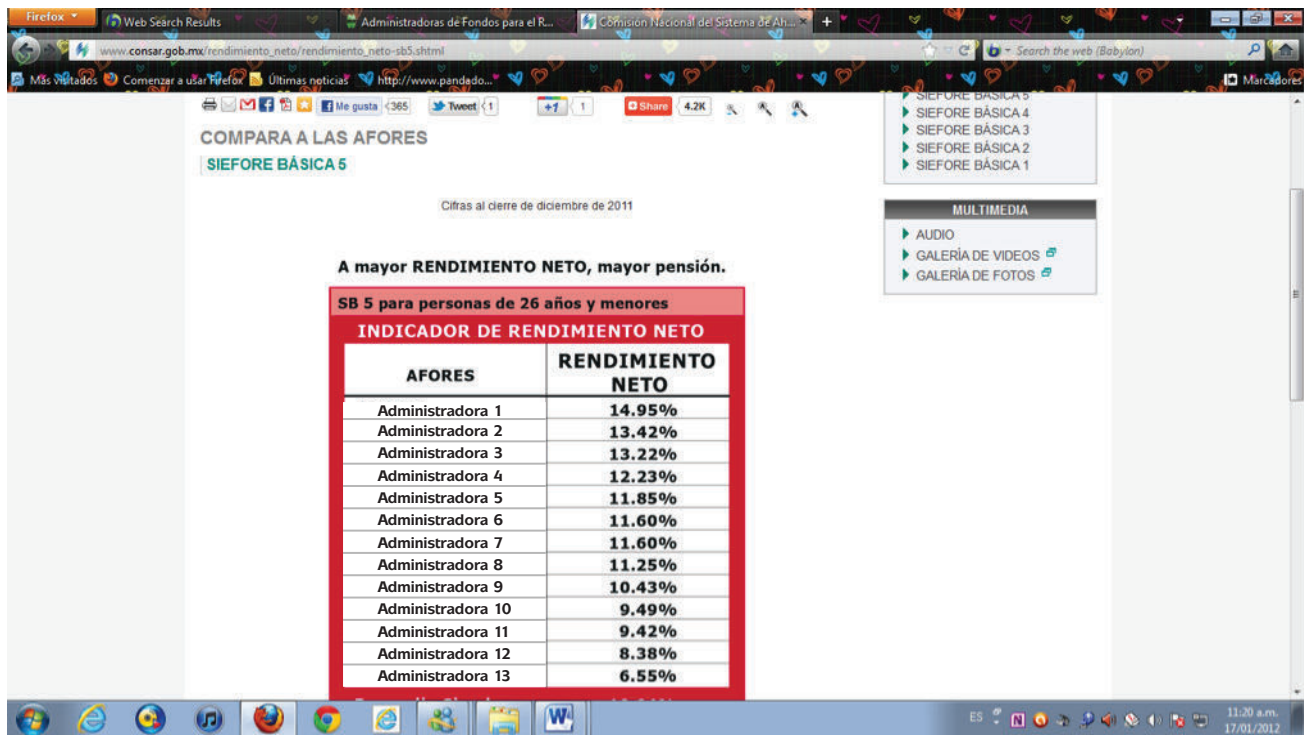 Firefox
Web Search Results
Administradoras de Fondos para el R...
Comisión Nacional del Sistema de Ah...
www.consar.gob.mx/rendimiento_neto/rendimiento_neto-sb5.shtml
Search the web (Babylon)
Más visitados
Comenzar a usar Firefox
Últimas noticias
http://www.pandado...
Marcadores
Me gusta 365
Tweet 1
+1 1
Share 4.2K
COMPARA A LAS AFORES
SIEFORE BÁSICA 5
Cifras al cierre de diciembre de 2011
A mayor RENDIMIENTO NETO, mayor pensión.
SB 5 para personas de 26 años y menores
INDICADOR DE RENDIMIENTO NETO
AFORES RENDIMIENTO NETO
Administradora 1 14.95%
Administradora 2 13.42%
Administradora 3 13.22%
Administradora 4 12.23%
Administradora 5 11.85%
Administradora 6 11.60%
Administradora 7 11.60%
Administradora 8 11.25%
Administradora 9 10.43%
Administradora 10 9.49%
Administradora 11 9.42%
Administradora 12 8.38%
Administradora 13 6.55%
SIEFORE BÁSICA 5
SIEFORE BÁSICA 4
SIEFORE BÁSICA 3
SIEFORE BÁSICA 2
SIEFORE BÁSICA 1
MULTIMEDIA
AUDIO
GALERÌA DE VIDEOS
GALERÌA DE FOTOS
ES
11:20 a.m.
17/01/2012